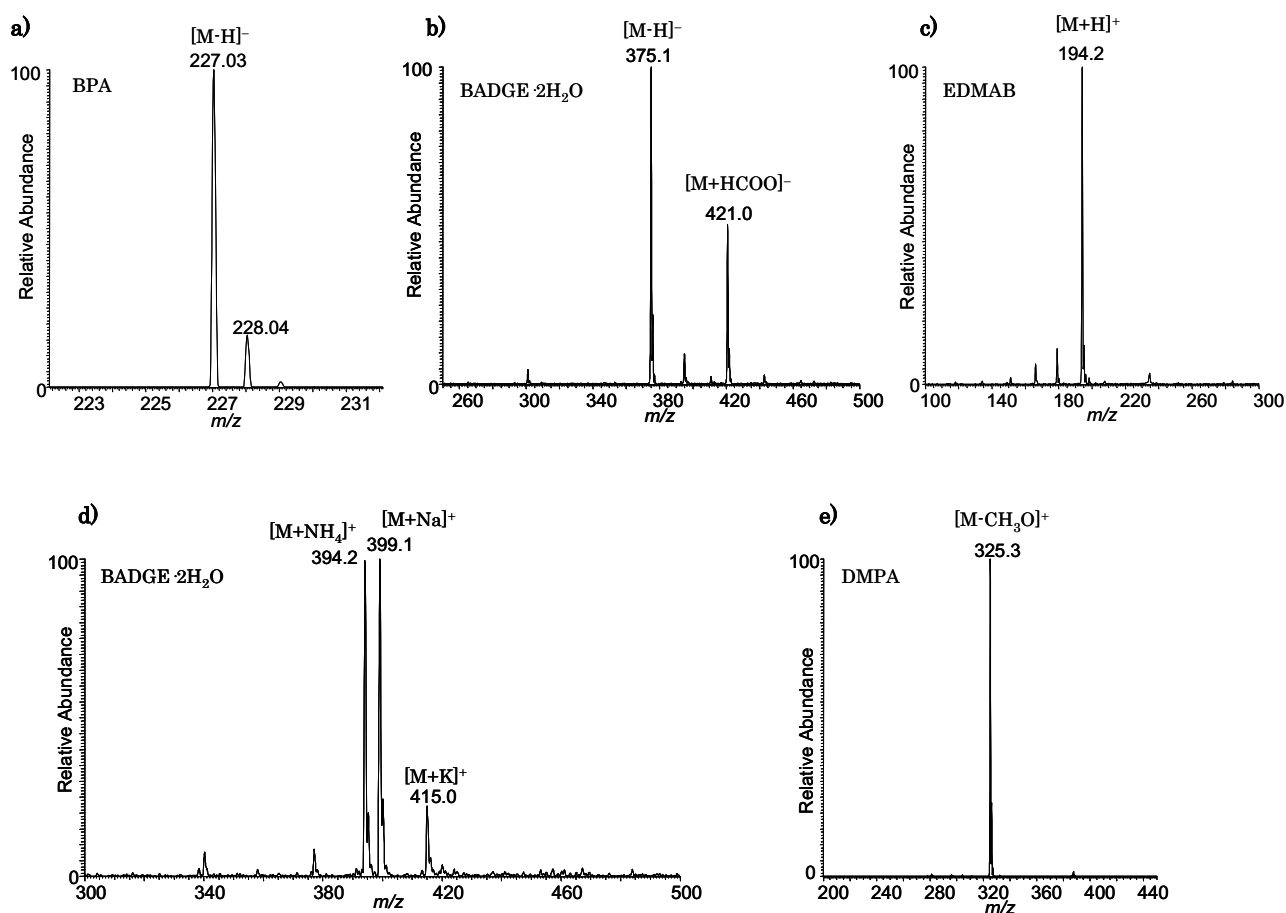 a)
[M-H]⁻
227.03
100
BPA
228.04
Relative Abundance
0
223 225 227 229 231
m/z
b)
[M-H]⁻
375.1
100
BADGE·2H₂O
[M+HCOO]⁻
421.0
Relative Abundance
0
260 300 340 380 420 460 500
m/z
c)
[M+H]⁺
194.2
100
EDMAB
Relative Abundance
0
100 140 180 220 260 300
m/z
d)
[M+NH₄]⁺ [M+Na]⁺
394.2 399.1
100
BADGE·2H₂O
[M+K]⁺
415.0
Relative Abundance
0
300 340 380 420 460 500
m/z
e)
[M-CH₃O]⁺
325.3
100
DMPA
Relative Abundance
0
200 240 280 320 360 400 440
m/z